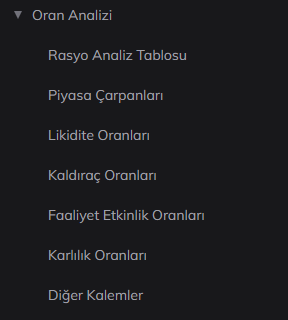 Oran Analizi
Rasyo Analiz Tablosu
Piyasa Çarpanları
Likidite Oranları
Kaldıraç Oranları
Faaliyet Etkinlik Oranları
Karlılık Oranları
Diğer Kalemler